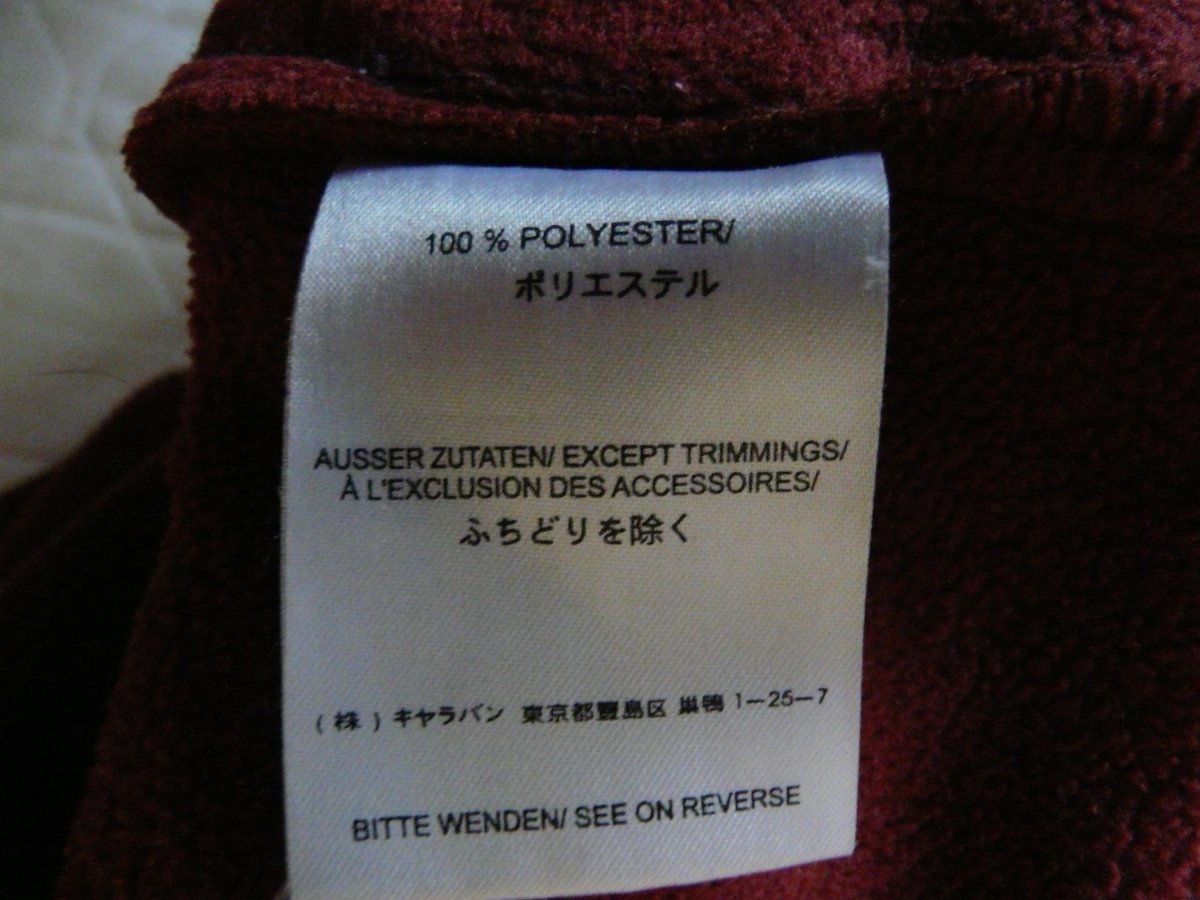 100 % POLYESTER/
ポリエステル
AUSSER ZUTATEN/ EXCEPT TRIMMINGS/
À L'EXCLUSION DES ACCESSOIRES/
ふちどりを除く
(株) キャラバン 東京都豐島区 巣鴨 1-25-7
BITTE WENDEN/ SEE ON REVERSE